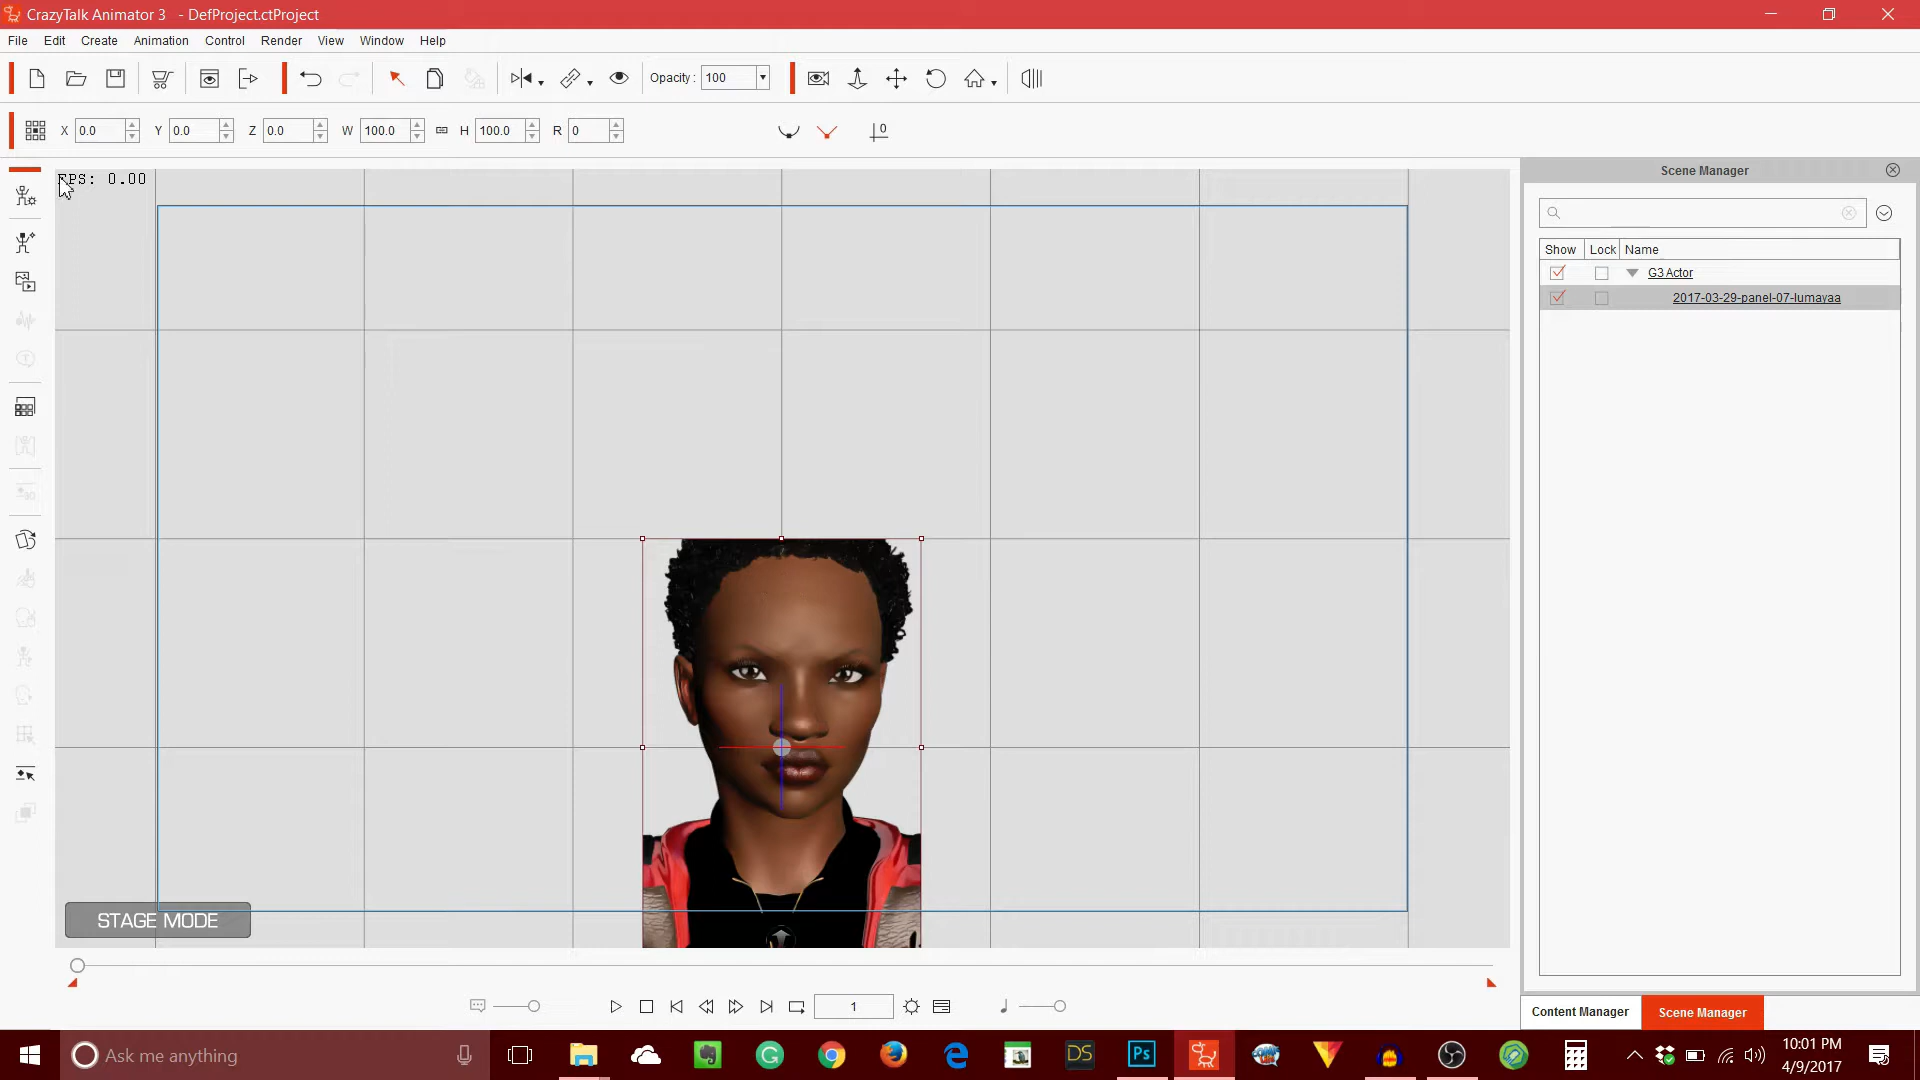 CrazyTalk Animator 3 - DefProject.ctProject
File Edit Create Animation Control Render View Window Help
Opacity : 100
X 0.0 Y 0.0 Z 0.0 W 100.0 H 100.0 R 0
0
FPS: 0.00
Scene Manager
Show Lock Name
G3 Actor
2017-03-29-panel-07-lumayaa
STAGE MODE
1
Content Manager
Scene Manager
Ask me anything
DS
Ps
10:01 PM
4/9/2017